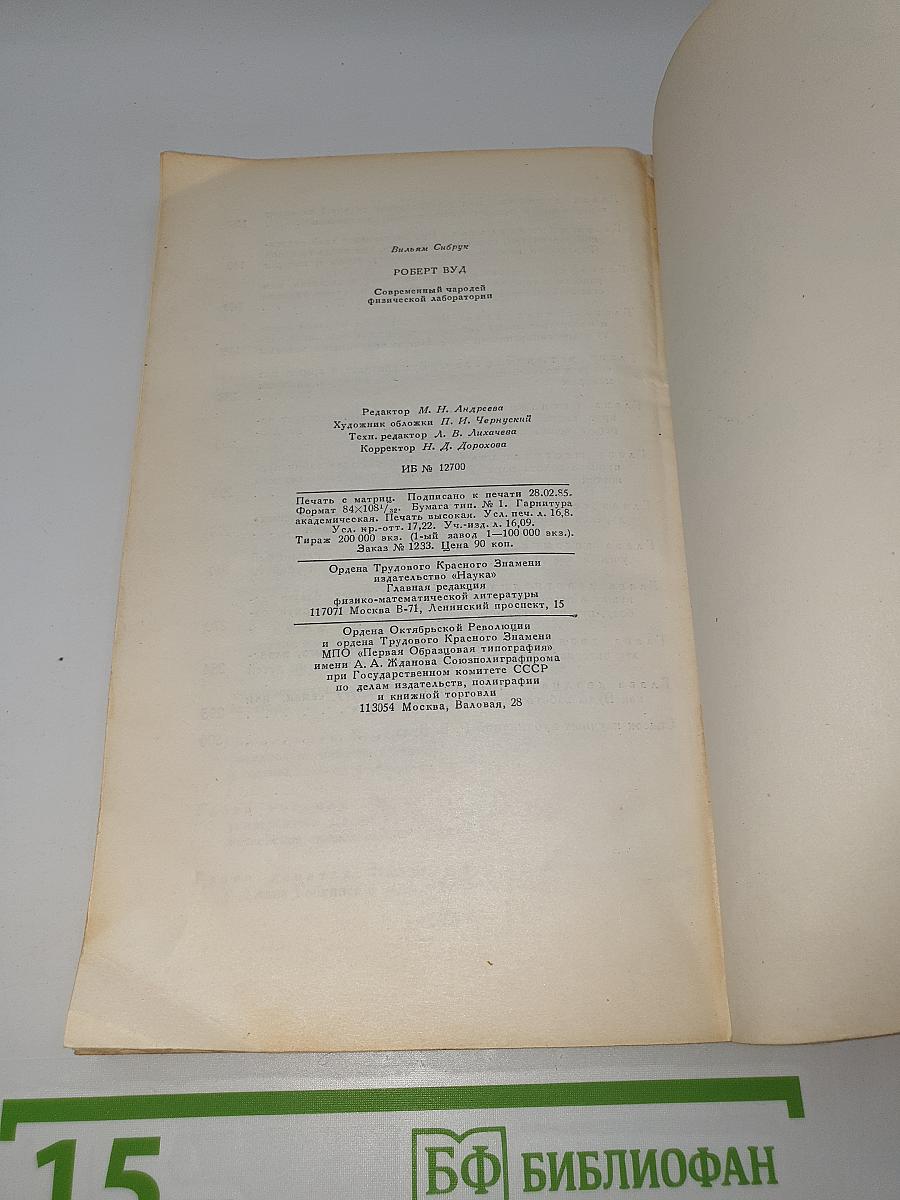 Вильям Сибрук
РОБЕРТ ВУД
Современный чародей
физической лаборатории
Редактор М. Н. Андреева
Художник обложки П. И. Чернуский
Техн. редактор Л. В. Лихачева
Корректор Н. Д. Дорохова
ИБ № 12700
Печать с матриц. Подписано к печати 28.02.85.
Формат 84×108¹/₃₂. Бумага тип. № 1. Гарнитура
академическая. Печать высокая. Усл. печ. л. 16,8.
Усл. кр.-отт. 17,22. Уч.-изд. л. 16,09.
Тираж 200 000 экз. (1-ый завод 1—100 000 экз.).
Заказ № 1233. Цена 90 коп.
Ордена Трудового Красного Знамени
издательство «Наука»
Главная редакция
физико-математической литературы
117071 Москва В-71, Ленинский проспект, 15
Ордена Октябрьской Революции
и ордена Трудового Красного Знамени
МПО «Первая Образцовая типография»
имени А. А. Жданова Союзполиграфпрома
при Государственном комитете СССР
по делам издательств, полиграфии
и книжной торговли
113054 Москва, Валовая, 28
15
БФ БИБЛИОФАН